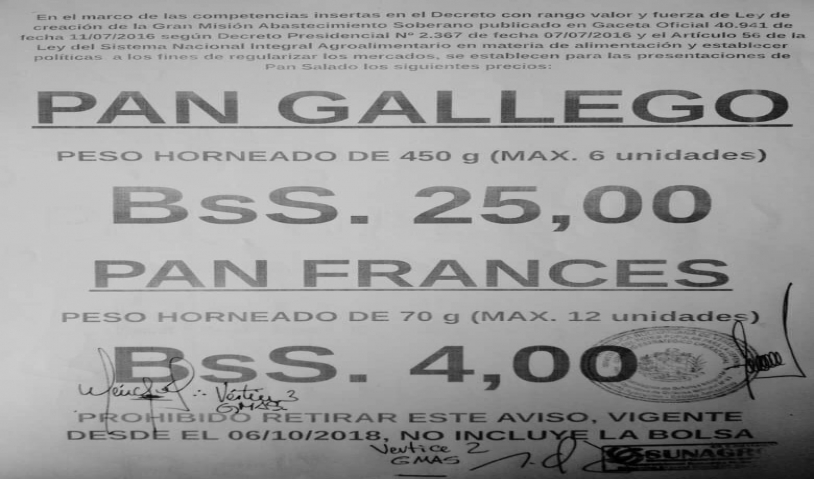 En el marco de las competencias insertas en el Decreto con rango valor y fuerza de Ley de
creación de la Gran Misión Abastecimiento Soberano publicado en Gaceta Oficial 40.941 de
fecha 11/07/2016 según Decreto Presidencial Nº 2.367 de fecha 07/07/2016 y el Artículo 56 de la
Ley del Sistema Nacional Integral Agroalimentario en materia de alimentación y establecer
políticas a los fines de regularizar los mercados, se establecen para las presentaciones de
Pan Salado los siguientes precios:
PAN GALLEGO
PESO HORNEADO DE 450 g (MAX. 6 unidades)
BsS. 25,00
PAN FRANCES
PESO HORNEADO DE 70 g (MAX. 12 unidades)
BsS. 4,00
Vértice 3
GMAS
PROHIBIDO RETIRAR ESTE AVISO, VIGENTE
DESDE EL 06/10/2018, NO INCLUYE LA BOLSA
Vertice 2
GMAS
SUNAGRO